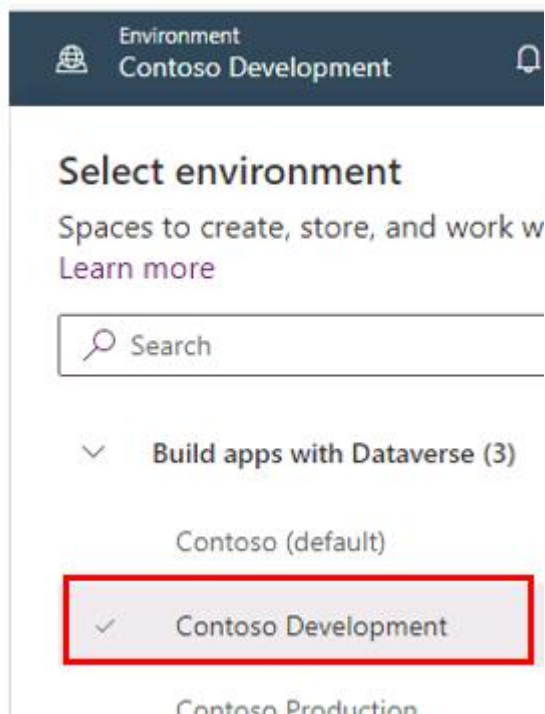 Environment
Contoso Development
Select environment
Spaces to create, store, and work w
Learn more
Search
Build apps with Dataverse (3)
Contoso (default)
Contoso Development
Contoso Production